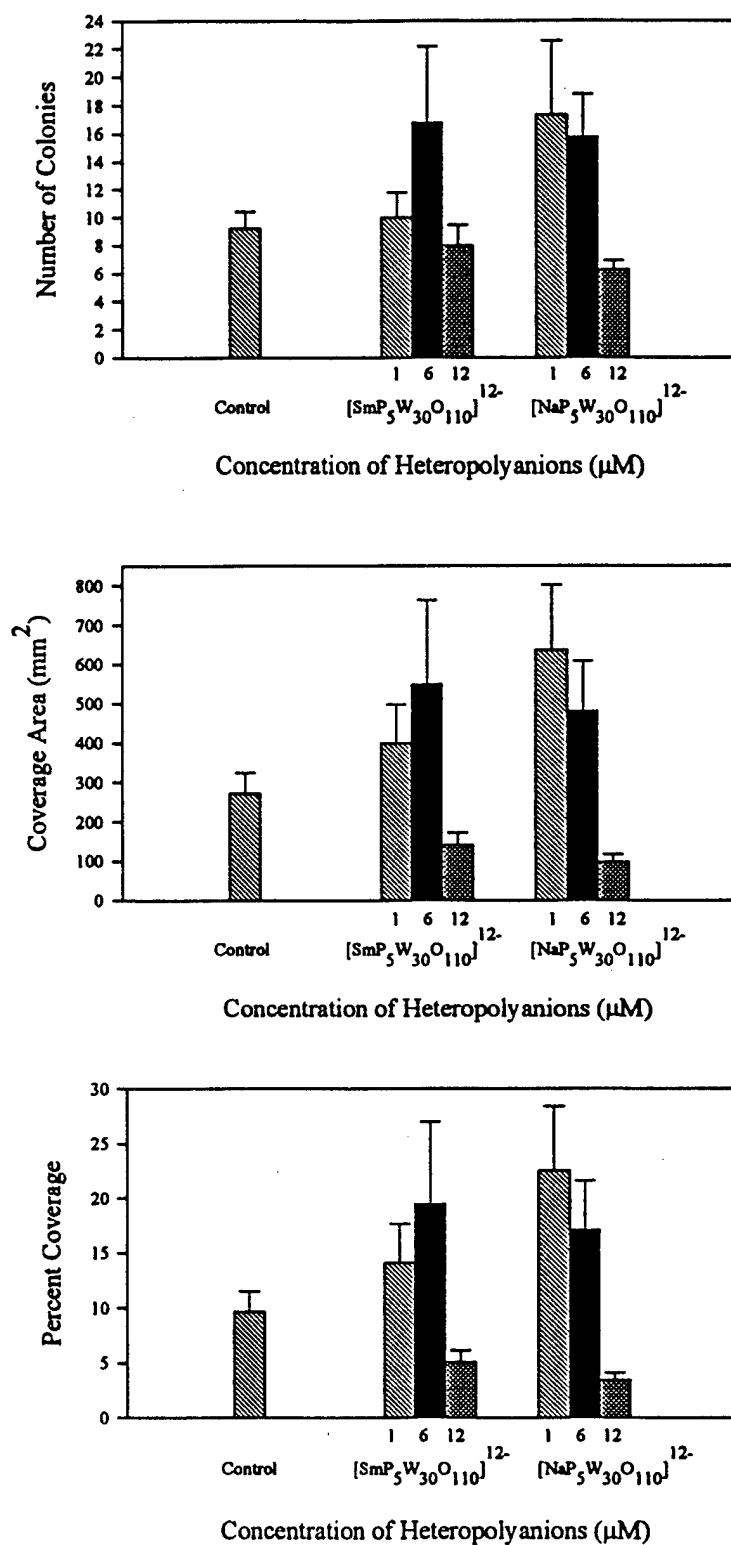 Number of Colonies
24
22
20
18
16
14
12
10
8
6
4
2
0
1 6 12 1 6 12
Control [SmP5W30O110]12- [NaP5W30O110]12-
Concentration of Heteropolyanions (μM)
Coverage Area (mm2)
800
700
600
500
400
300
200
100
0
1 6 12 1 6 12
Control [SmP5W30O110]12- [NaP5W30O110]12-
Concentration of Heteropolyanions (μM)
Percent Coverage
30
25
20
15
10
5
0
1 6 12 1 6 12
Control [SmP5W30O110]12- [NaP5W30O110]12-
Concentration of Heteropolyanions (μM)